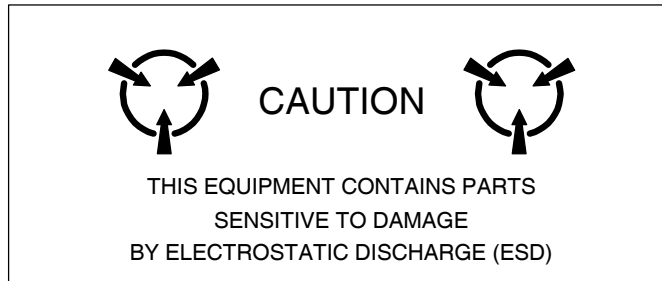 CAUTION
THIS EQUIPMENT CONTAINS PARTS
SENSITIVE TO DAMAGE
BY ELECTROSTATIC DISCHARGE (ESD)